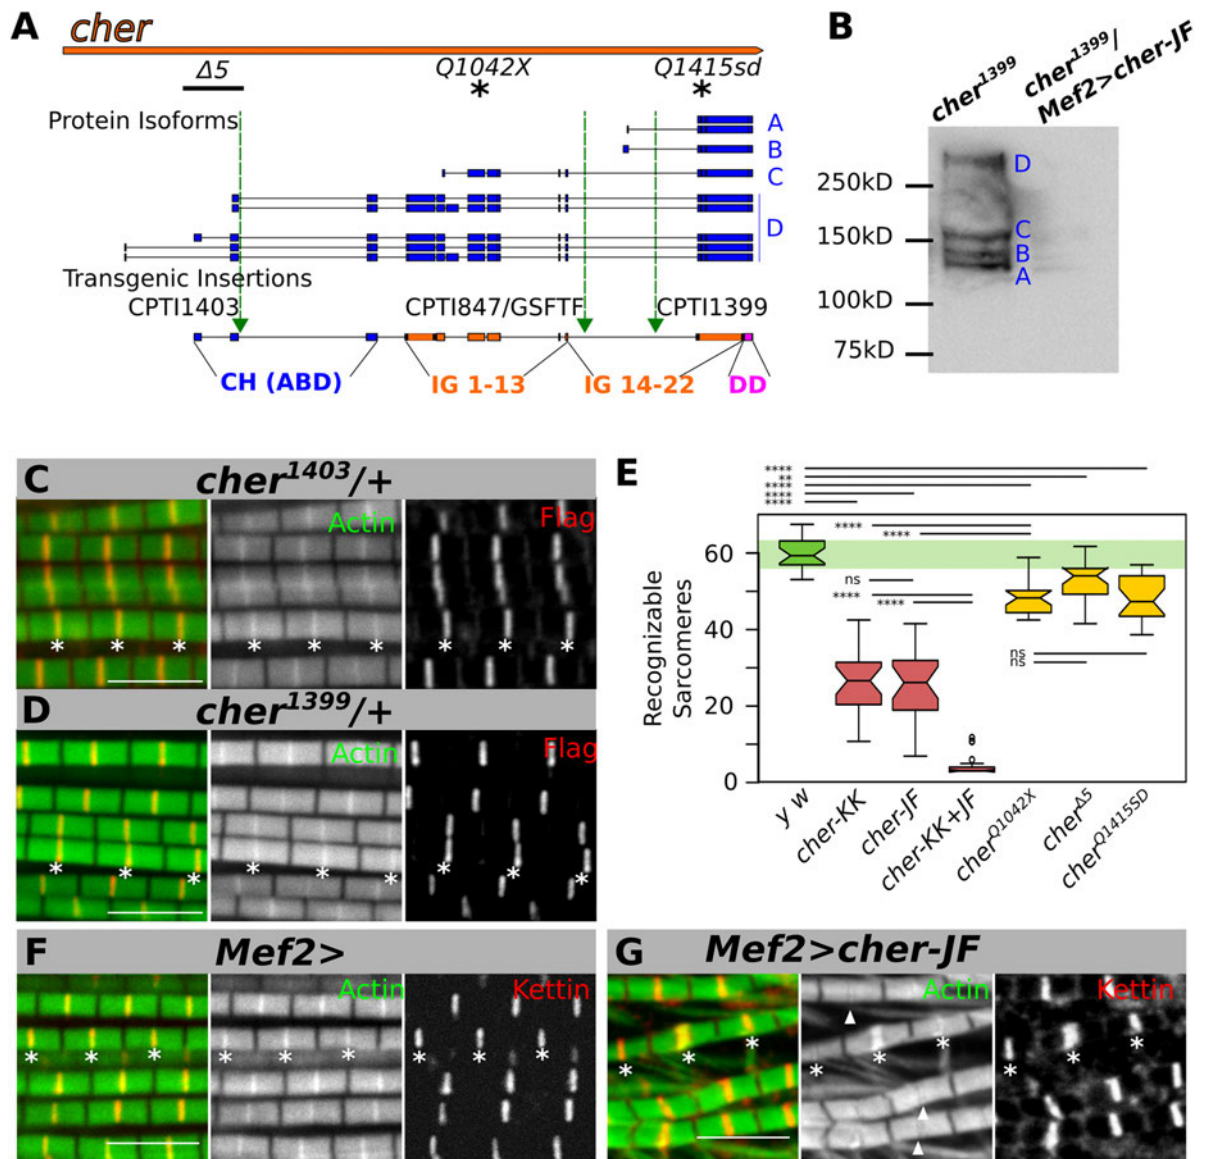 A
cher
Δ5
Q1042X
Q1415sd
*
*
Protein Isoforms
A
B
C
D
Transgenic Insertions
CPTI1403
CPTI847/GSFTF
CPTI1399
CH (ABD)
IG 1-13
IG 14-22
DD
B
cher1399
cher1399/
Mef2>cher-JF
250kD
150kD
100kD
75kD
D
C
B
A
C
cher1403/+
Actin
Flag
* * *
* * *
* * *
D
cher1399/+
Actin
Flag
* * *
* * *
* * *
E
****
**
****
****
****
****
****
ns
****
****
ns
ns
Recognizable
Sarcomeres
60
40
20
0
y w
cher-KK
cher-JF
cher-KK+JF
cherQ1042X
cherΔ5
cherQ1415SD
F
Mef2>
Actin
Kettin
* * *
* * *
* * *
G
Mef2>cher-JF
Actin
Kettin
* * *
* * *
* * *